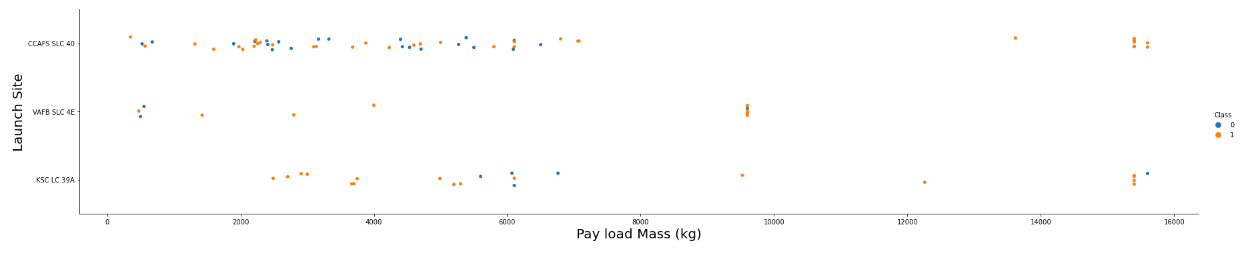 Launch Site
CCAFS SLC 40
VAFB SLC 4E
KSC LC 39A
0 2000 4000 6000 8000 10000 12000 14000 16000
Pay load Mass (kg)
Class
0
1